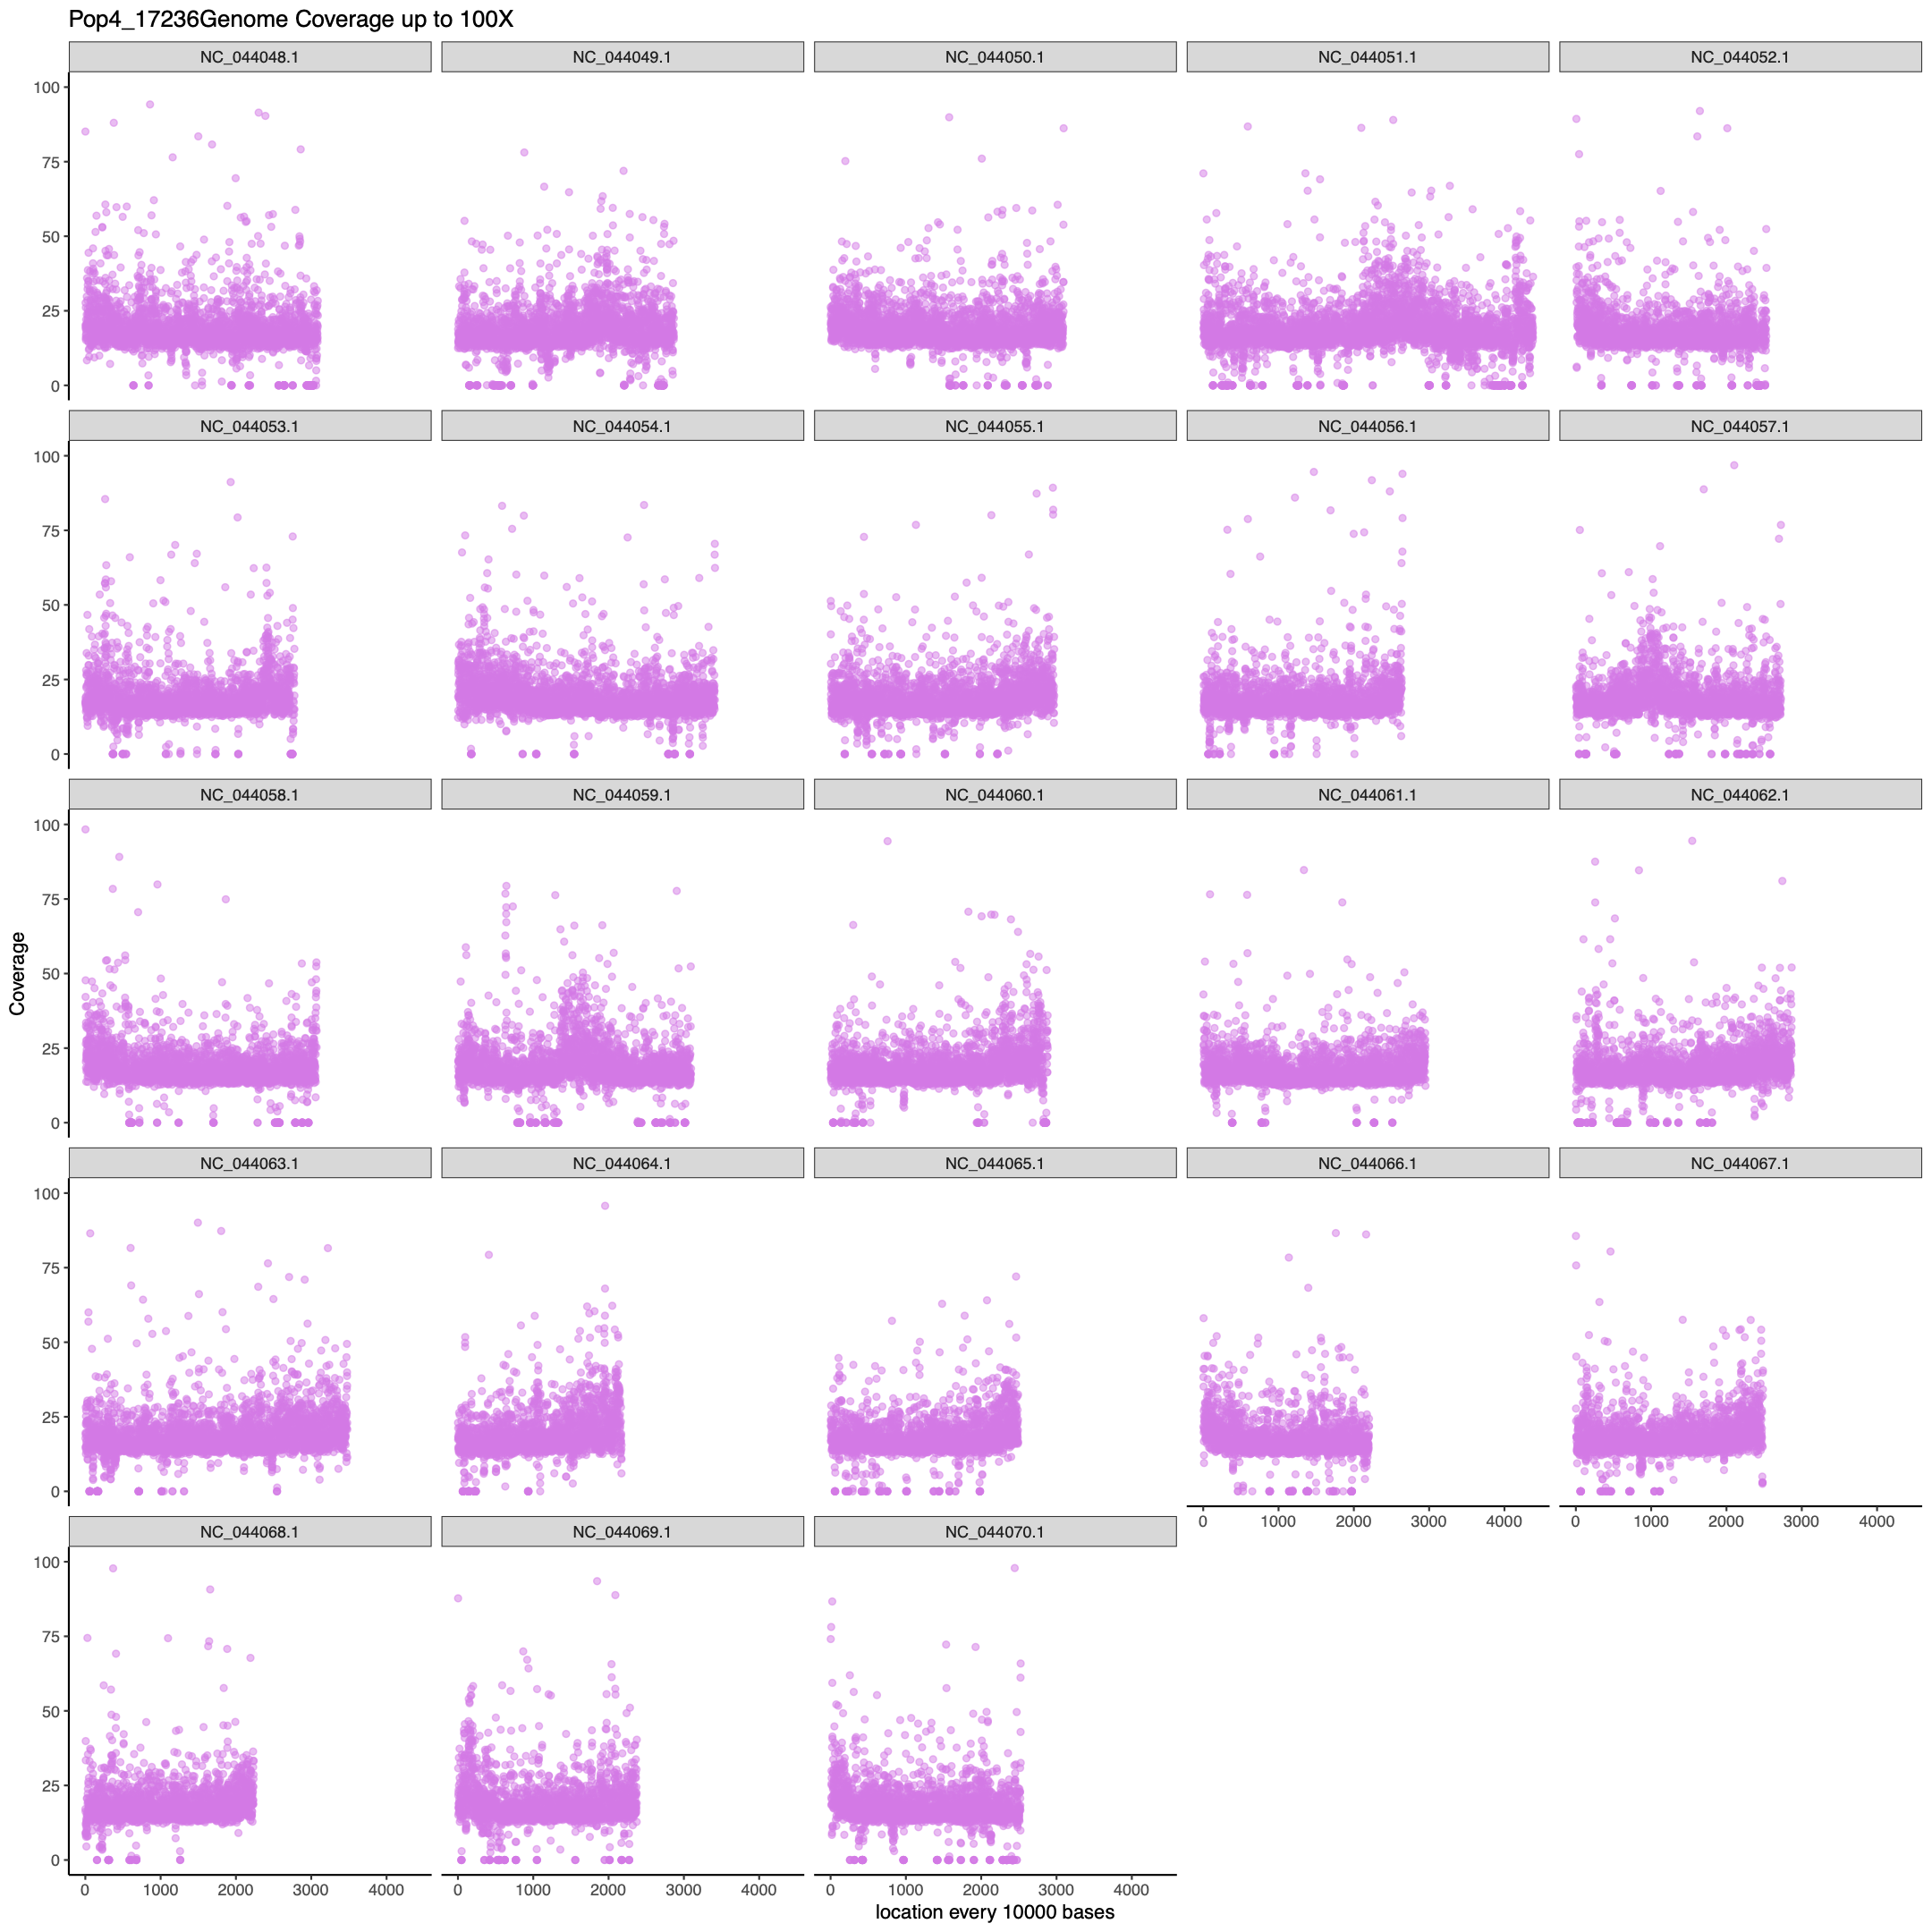 Pop4_17236Genome Coverage up to 100X
NC_044048.1 NC_044049.1 NC_044050.1 NC_044051.1 NC_044052.1
100
75
50
25
0
NC_044053.1 NC_044054.1 NC_044055.1 NC_044056.1 NC_044057.1
100
75
50
25
0
NC_044058.1 NC_044059.1 NC_044060.1 NC_044061.1 NC_044062.1
100
75
50
25
0
Coverage
NC_044063.1 NC_044064.1 NC_044065.1 NC_044066.1 NC_044067.1
100
75
50
25
0
0 1000 2000 3000 4000 0 1000 2000 3000 4000
NC_044068.1 NC_044069.1 NC_044070.1
100
75
50
25
0
0 1000 2000 3000 4000 0 1000 2000 3000 4000 0 1000 2000 3000 4000
location every 10000 bases